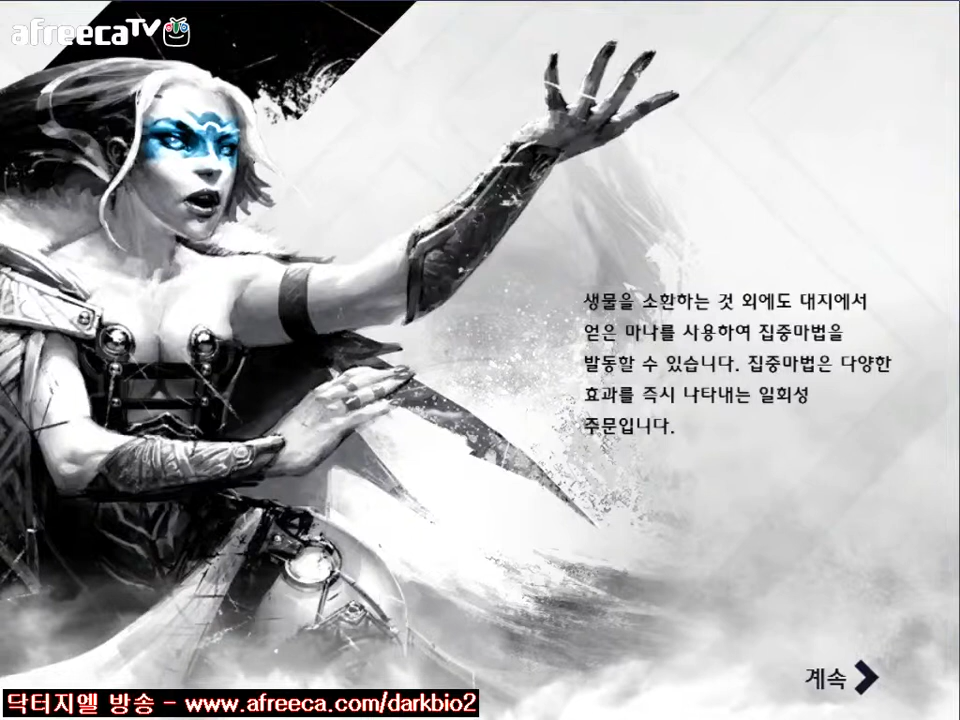 afreecaTV
생물을 소환하는 것 외에도 대지에서
얻은 마나를 사용하여 집중마법을
발동할 수 있습니다. 집중마법은 다양한
효과를 즉시 나타내는 일회성
주문입니다.
계속
닥터지엘 방송 - www.afreeca.com/darkbio2